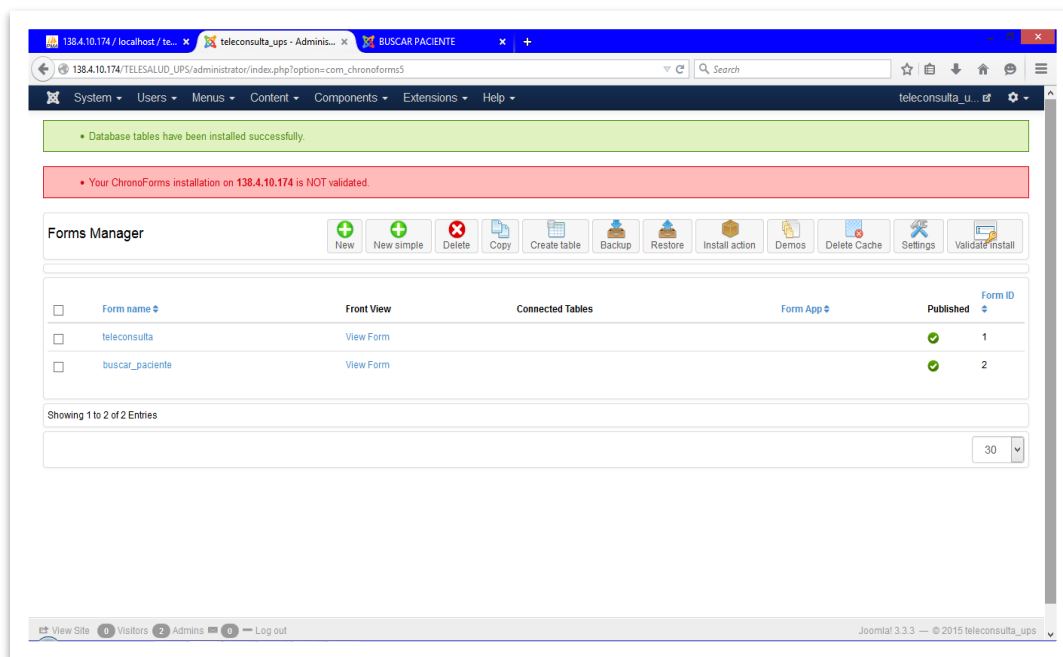 138.4.10.174 / localhost / te... teleconsulta_ups - Adminis... BUSCAR PACIENTE
138.4.10.174/TELESALUD_UPS/administrator/index.php?option=com_chronoforms5 Search
System Users Menus Content Components Extensions Help teleconsulta_u...
Database tables have been installed successfully.
Your ChronoForms installation on 138.4.10.174 is NOT validated.
Forms Manager New New simple Delete Copy Create table Backup Restore Install action Demos Delete Cache Settings Validate install
Form name Front View Connected Tables Form App Published Form ID
teleconsulta View Form 1
buscar_paciente View Form 2
Showing 1 to 2 of 2 Entries
30
View Site 0 Visitors 2 Admins 0 Log out Joomla! 3.3.3 — © 2015 teleconsulta_ups